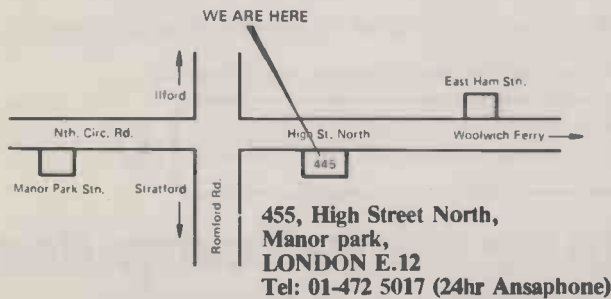 WE ARE HERE
Ilford
East Ham Stn.
Nth. Circ. Rd.
High St. North
Woolwich Ferry
445
Manor Park Stn.
Stratford
Romford Rd.
455, High Street North,
Manor park,
LONDON E.12
Tel: 01-472 5017 (24hr Ansaphone)